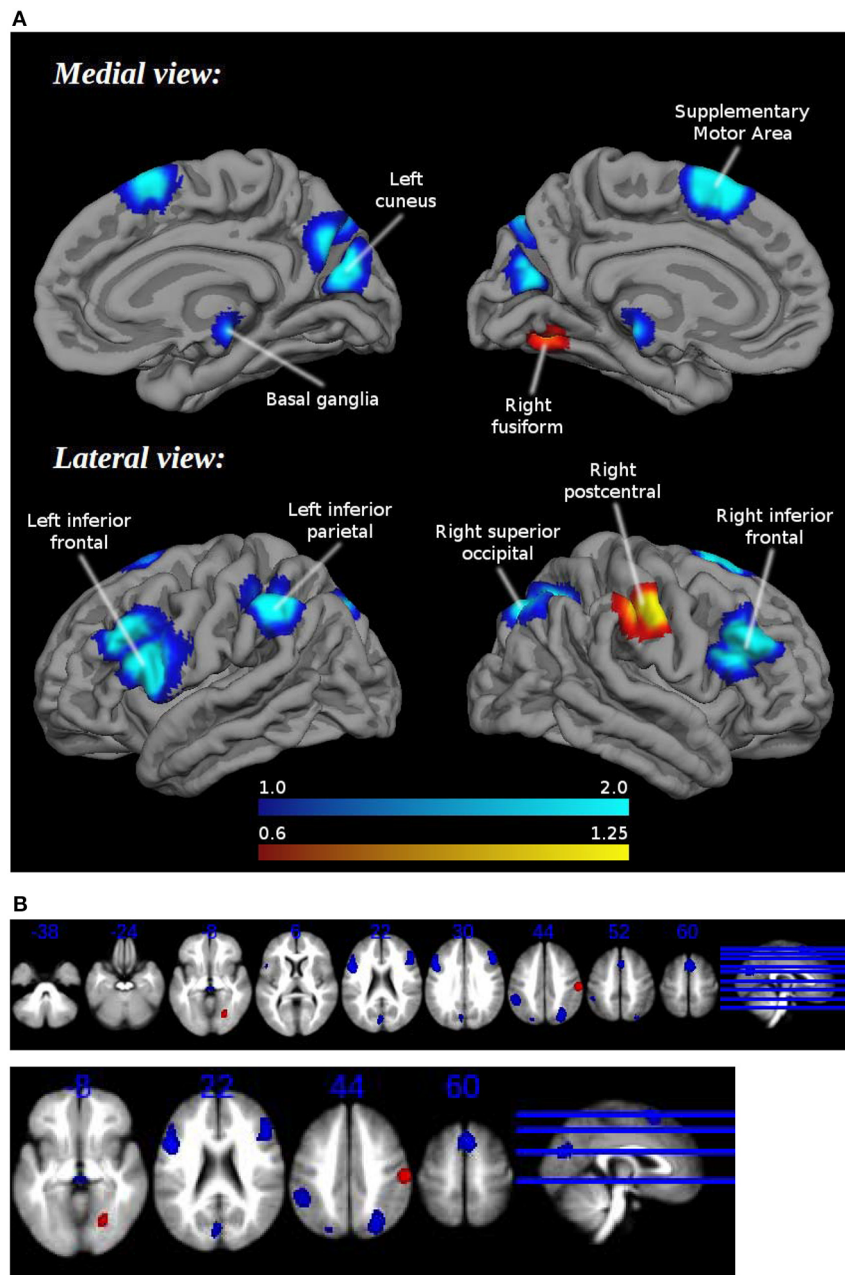 A
Medial view:
Supplementary
Motor Area
Left
cuneus
Basal ganglia
Right
fusiform
Lateral view:
Right
postcentral
Left inferior
frontal
Left inferior
parietal
Right superior
occipital
Right inferior
frontal
1.0 2.0
0.6 1.25
B
-38 -24 -8 6 22 30 44 52 60
-8 22 44 60